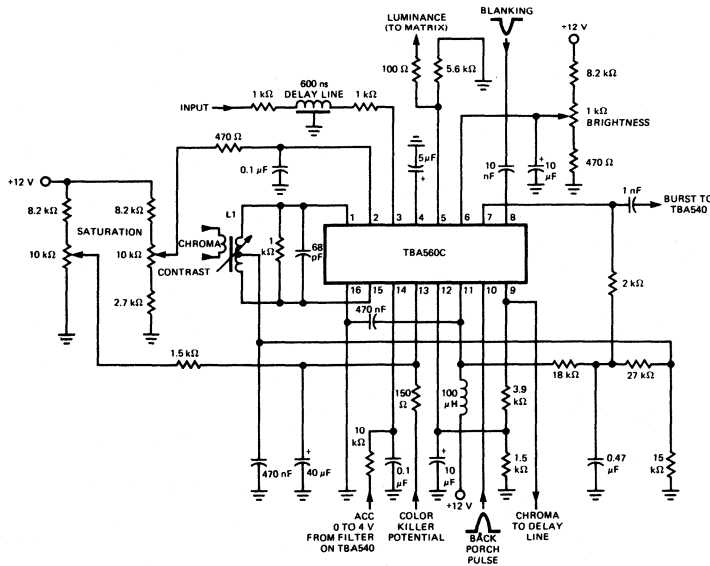 LUMINANCE
(TO MATRIX)
BLANKING
+12 V
100 Ω
5.6 kΩ
8.2 kΩ
600 ns
DELAY LINE
1 kΩ
1 kΩ
INPUT
1 kΩ
BRIGHTNESS
470 Ω
5μF
+
10
nF
+
10
μF
470 Ω
0.1 μF
1 nF
BURST TO
TBA540
+12 V
8.2 kΩ
8.2 kΩ
SATURATION
L1
CHROMA
10 kΩ
10 kΩ
CONTRAST
1
kΩ
68
pF
1 2 3 4 5 6 7 8
TBA560C
16 15 14 13 12 11 10 9
2 kΩ
2.7 kΩ
470 nF
1.5 kΩ
18 kΩ
27 kΩ
150
Ω
100
μH
3.9
kΩ
10
kΩ
+
+
1.5
kΩ
15
kΩ
470 nF
40 μF
0.1
μF
10
μF
0.47
μF
+12 V
ACC
0 TO 4 V
FROM FILTER
ON TBA540
COLOR
KILLER
POTENTIAL
BACK
PORCH
PULSE
CHROMA
TO DELAY
LINE